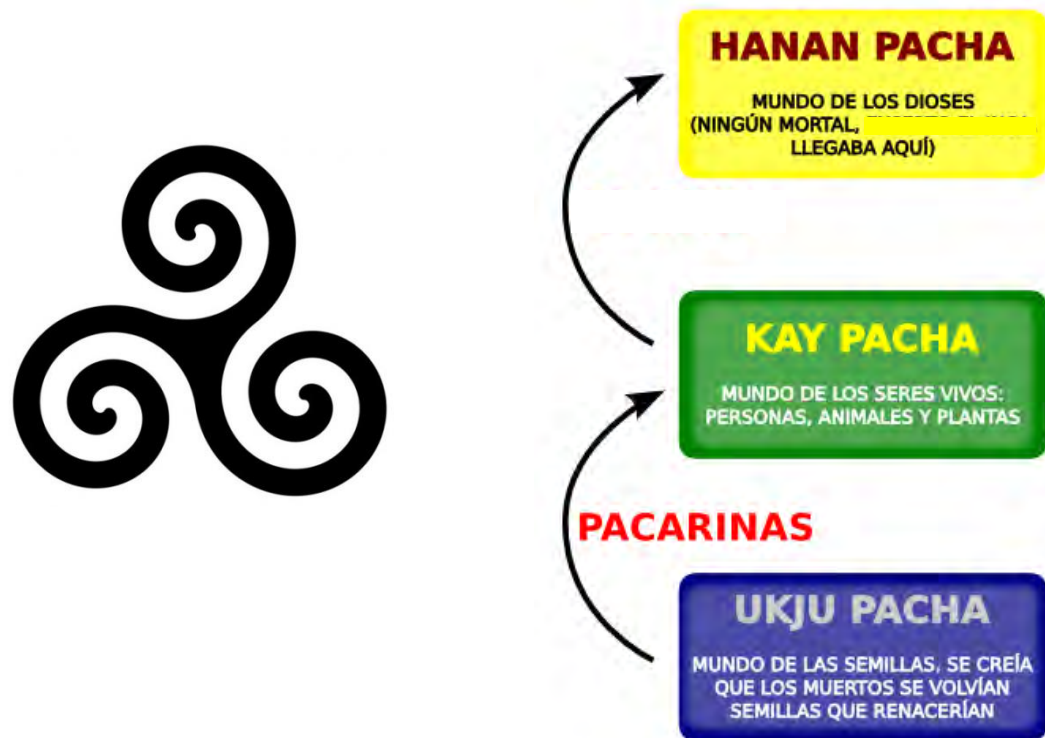 HANAN PACHA
MUNDO DE LOS DIOSES
(NINGÚN MORTAL,
LLEGABA AQUÍ)
KAY PACHA
MUNDO DE LOS SERES VIVOS:
PERSONAS, ANIMALES Y PLANTAS
PACARINAS
UKJU PACHA
MUNDO DE LAS SEMILLAS, SE CREÍA
QUE LOS MUERTOS SE VOLVÍAN
SEMILLAS QUE RENACERÍAN